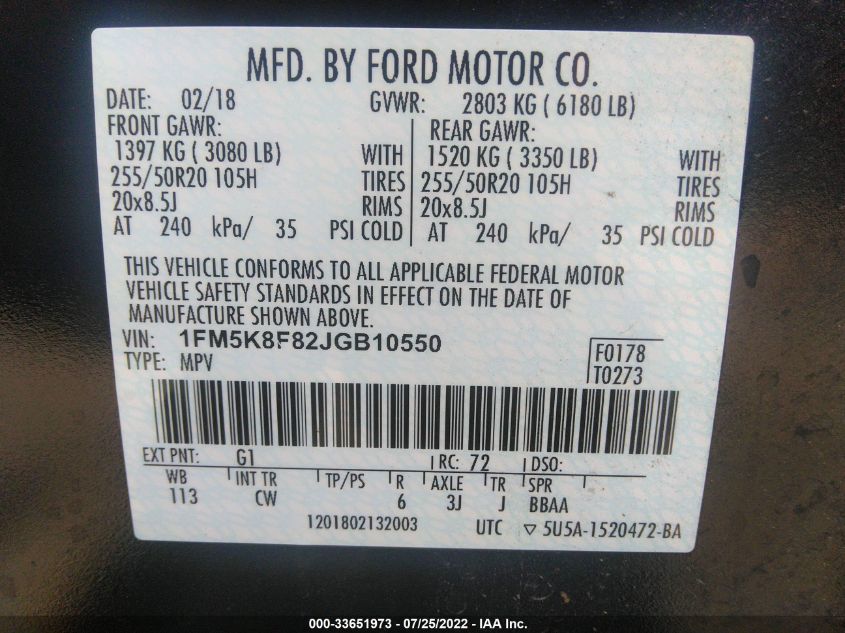 MFD. BY FORD MOTOR CO.
DATE: 02/18 GVWR: 2803 KG ( 6180 LB)
FRONT GAWR: REAR GAWR:
1397 KG ( 3080 LB) WITH 1520 KG ( 3350 LB) WITH
255/50R20 105H TIRES 255/50R20 105H TIRES
20x8.5J RIMS 20x8.5J RIMS
AT 240 kPa/ 35 PSI COLD AT 240 kPa/ 35 PSI COLD
THIS VEHICLE CONFORMS TO ALL APPLICABLE FEDERAL MOTOR
VEHICLE SAFETY STANDARDS IN EFFECT ON THE DATE OF
MANUFACTURE SHOWN ABOVE.
VIN: 1FM5K8F82JGB10550 F0178
TYPE: MPV T0273
EXT PNT: G1 RC: 72 DSO:
WB INT TR TP/PS R AXLE TR SPR
113 CW 6 3J J BBAA
1201802132003 UTC ▽ 5U5A-1520472-BA
000-33651973 - 07/25/2022 - IAAI Inc.